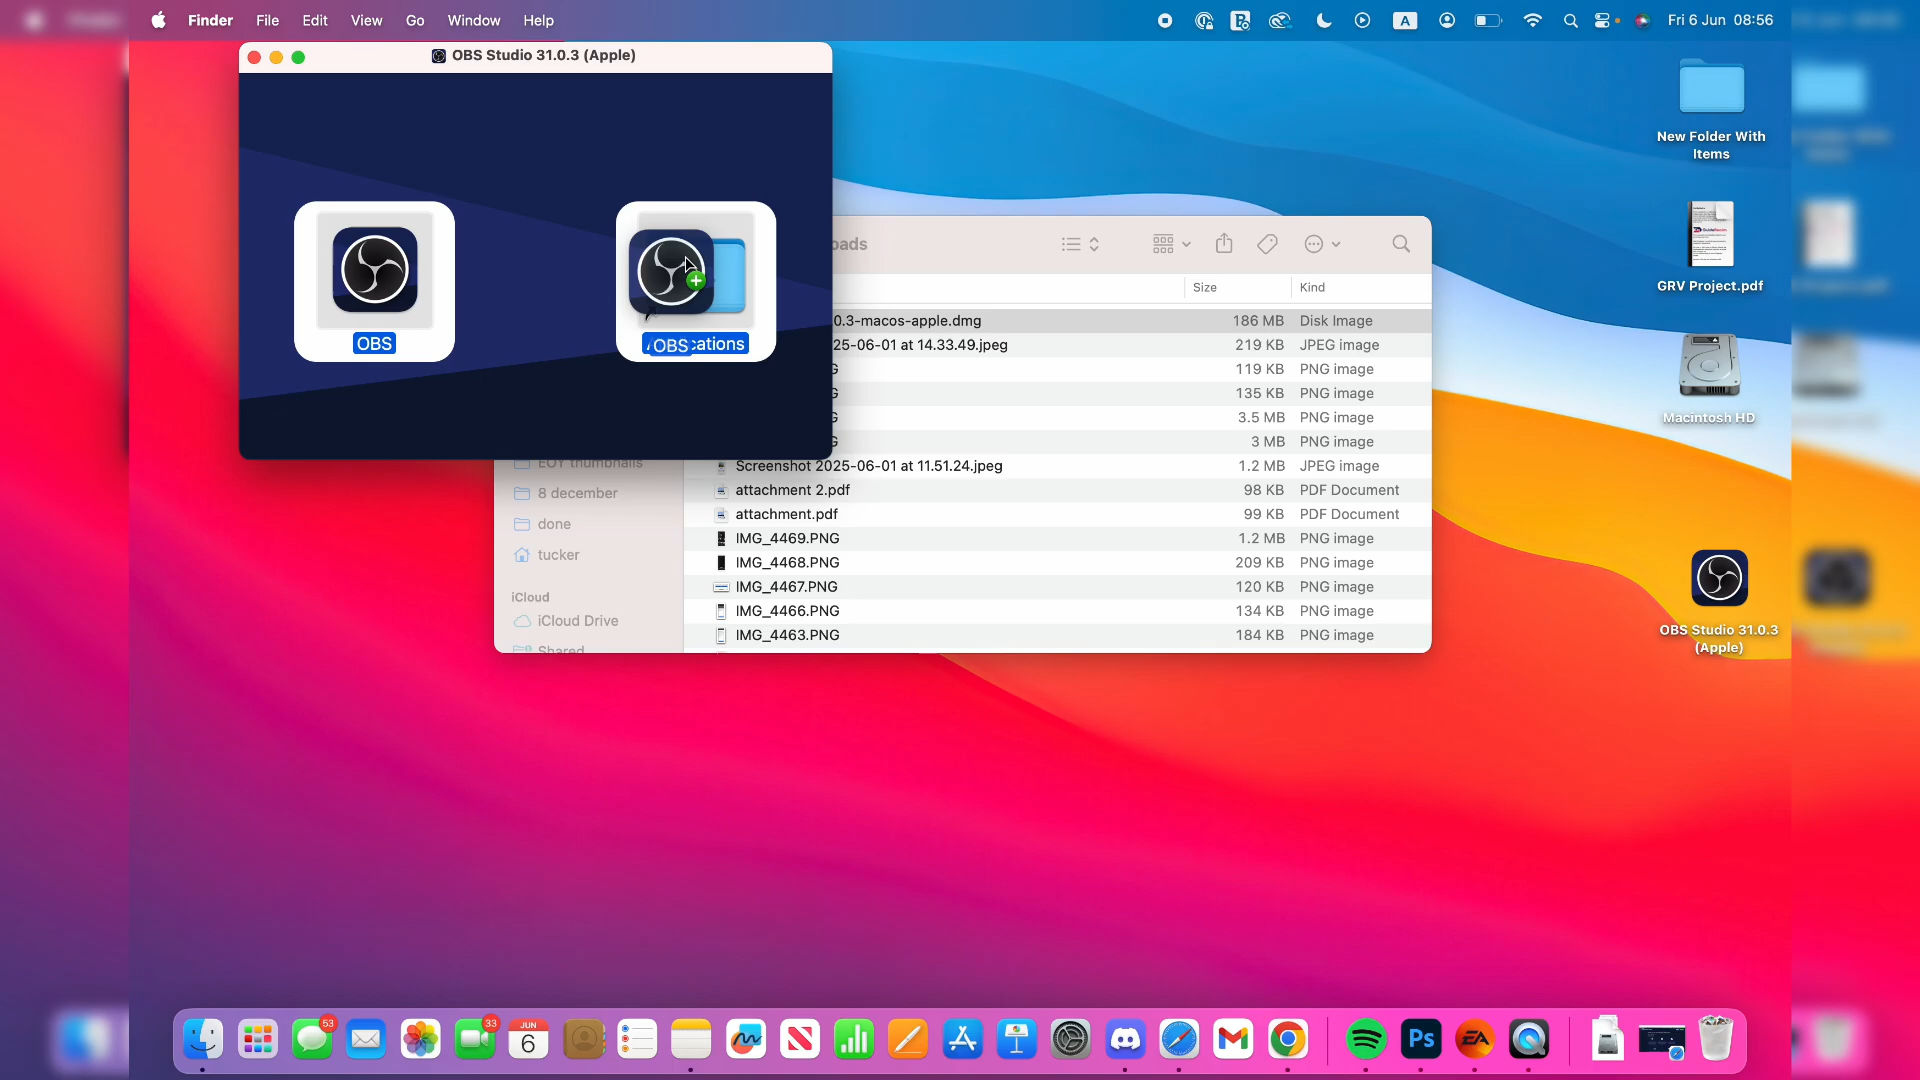 Finder File Edit View Go Window Help
A
Fri 6 Jun 08:56
OBS Studio 31.0.3 (Apple)
OBS
OBS
cations
oads
Size
Kind
0.3-macos-apple.dmg 186 MB Disk Image
25-06-01 at 14.33.49.jpeg 219 KB JPEG image
G 119 KB PNG image
G 135 KB PNG image
G 3.5 MB PNG image
G 3 MB PNG image
Screenshot 2025-06-01 at 11.51.24.jpeg 1.2 MB JPEG image
attachment 2.pdf 98 KB PDF Document
attachment.pdf 99 KB PDF Document
IMG_4469.PNG 1.2 MB PNG image
IMG_4468.PNG 209 KB PNG image
IMG_4467.PNG 120 KB PNG image
IMG_4466.PNG 134 KB PNG image
IMG_4463.PNG 184 KB PNG image
EOY thumbnails
8 december
done
tucker
iCloud
iCloud Drive
Shared
New Folder With
Items
GuideRealm
GRV Project.pdf
Macintosh HD
OBS Studio 31.0.3
(Apple)
53
33
JUN
6
Ps
EA